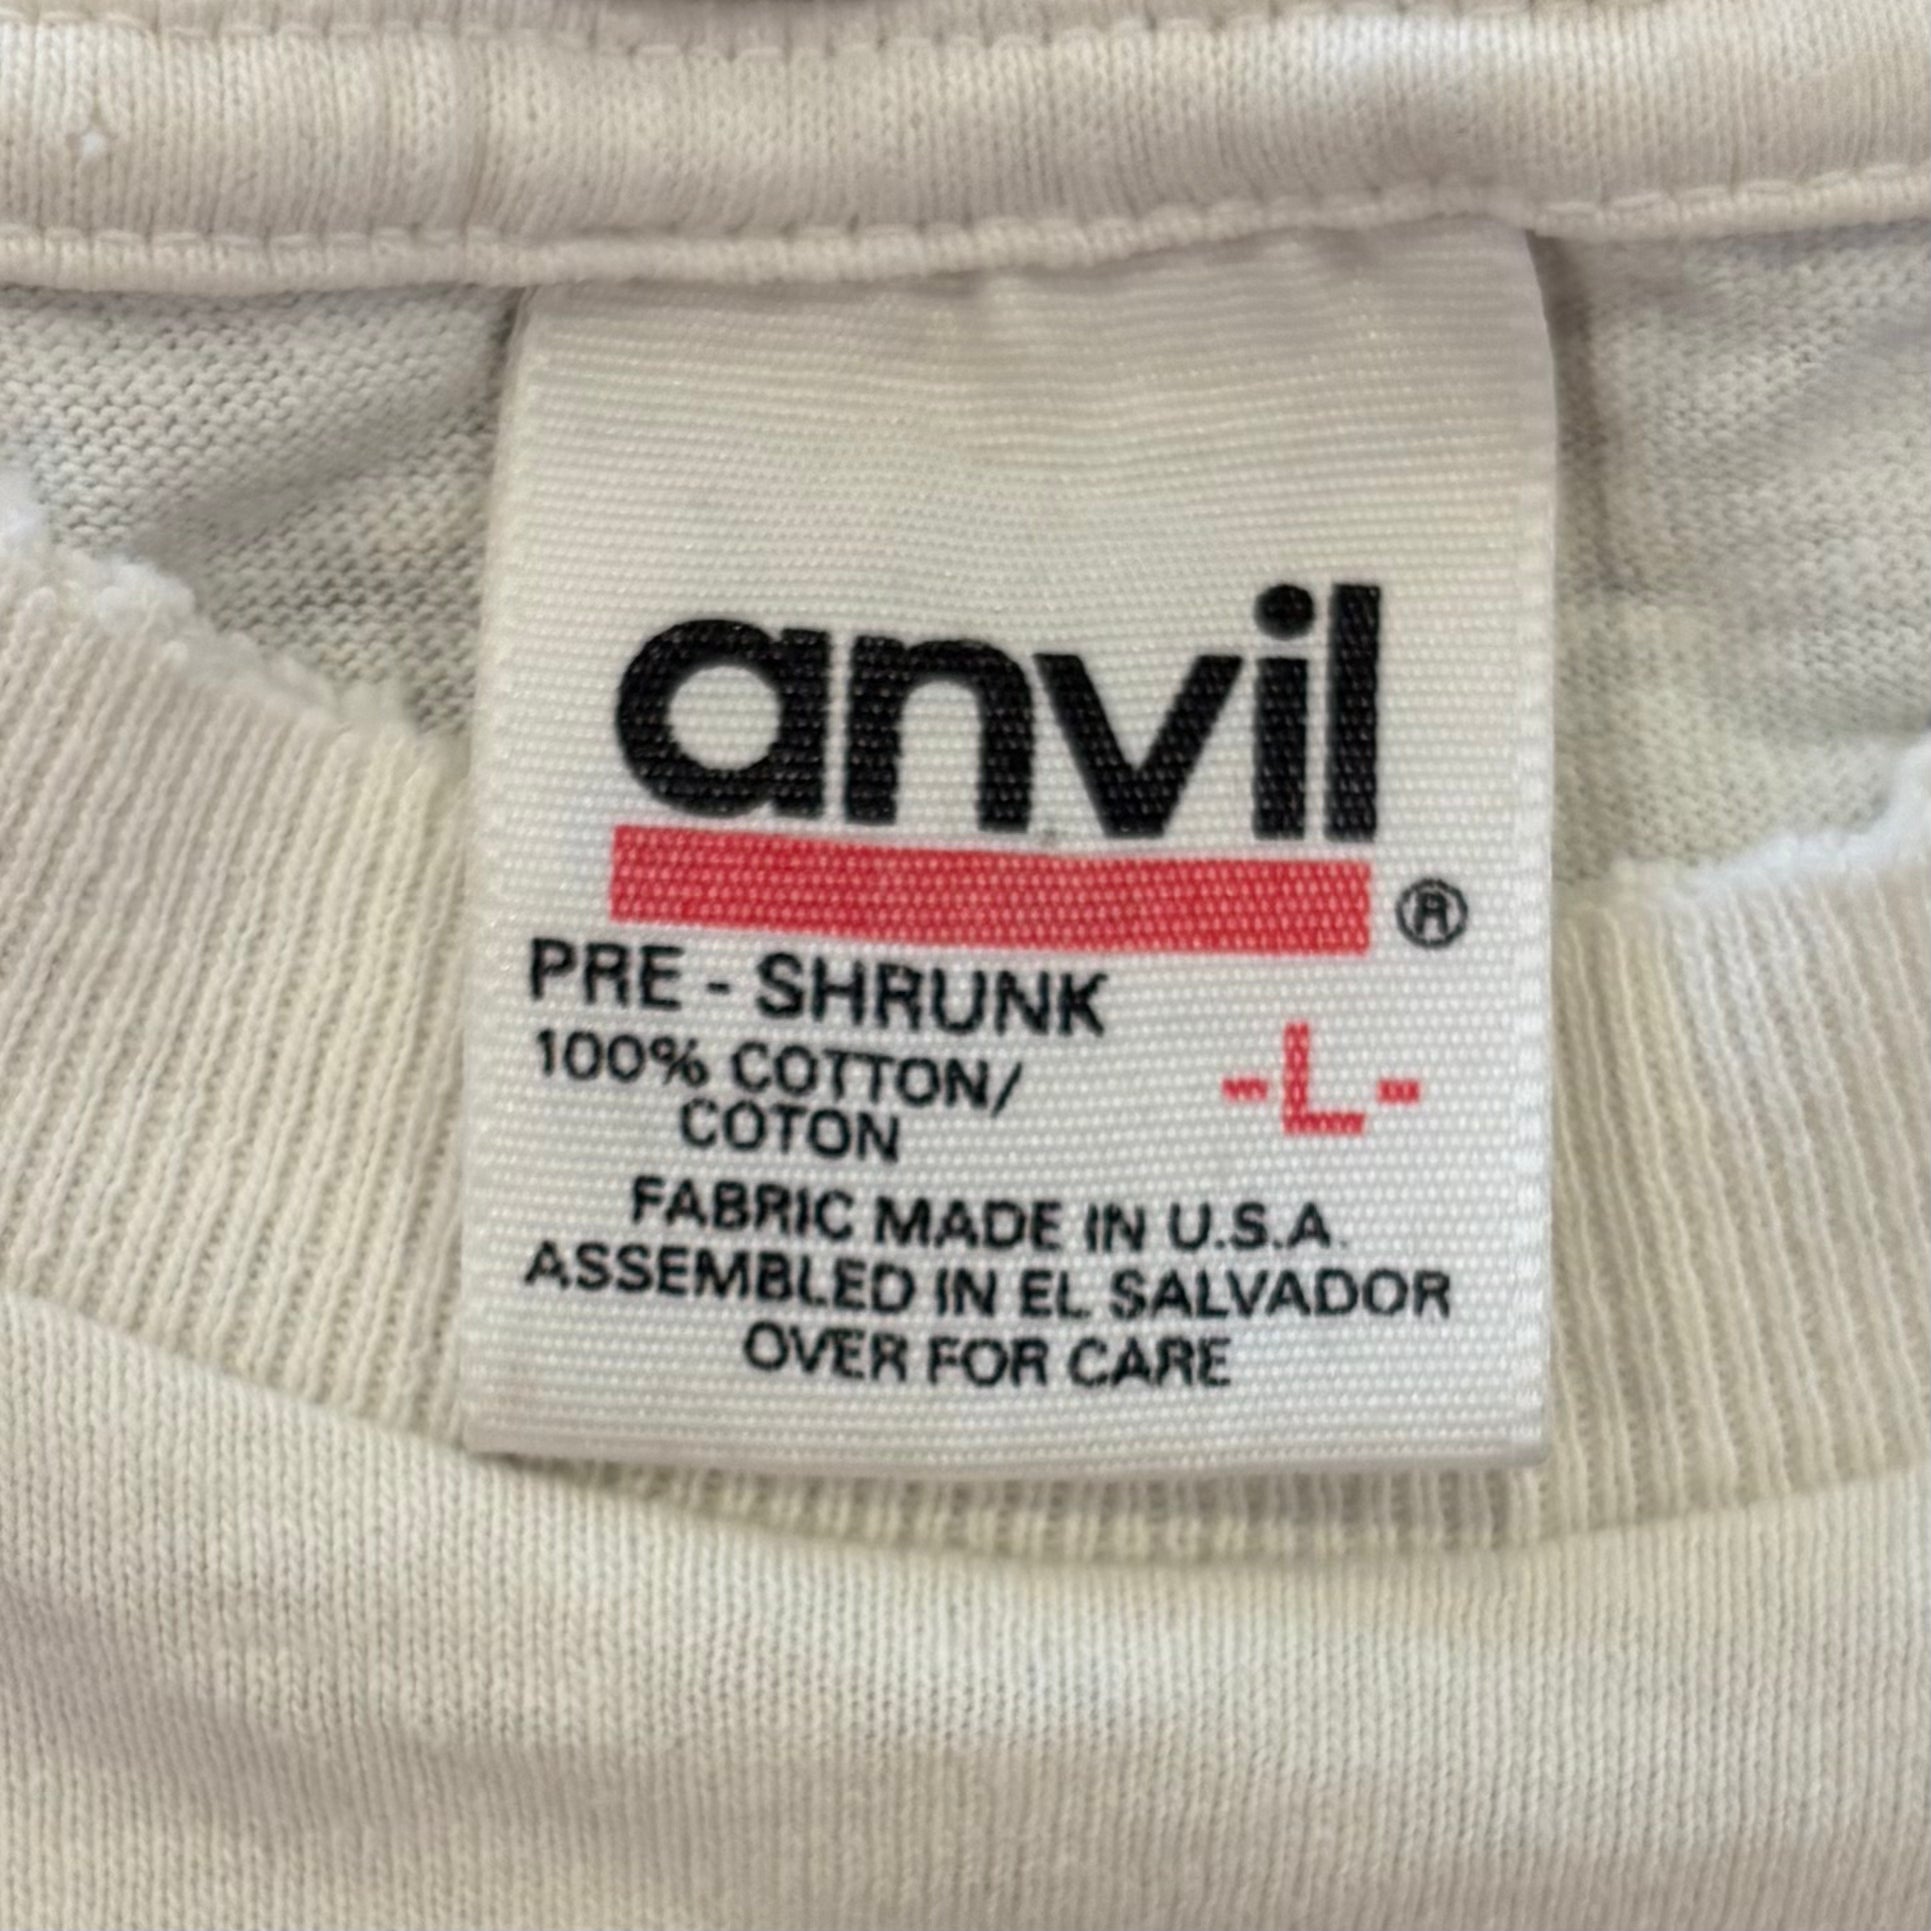 anvil
®
PRE - SHRUNK
100% COTTON/
COTON
-L-
FABRIC MADE IN U.S.A.
ASSEMBLED IN EL SALVADOR
OVER FOR CARE